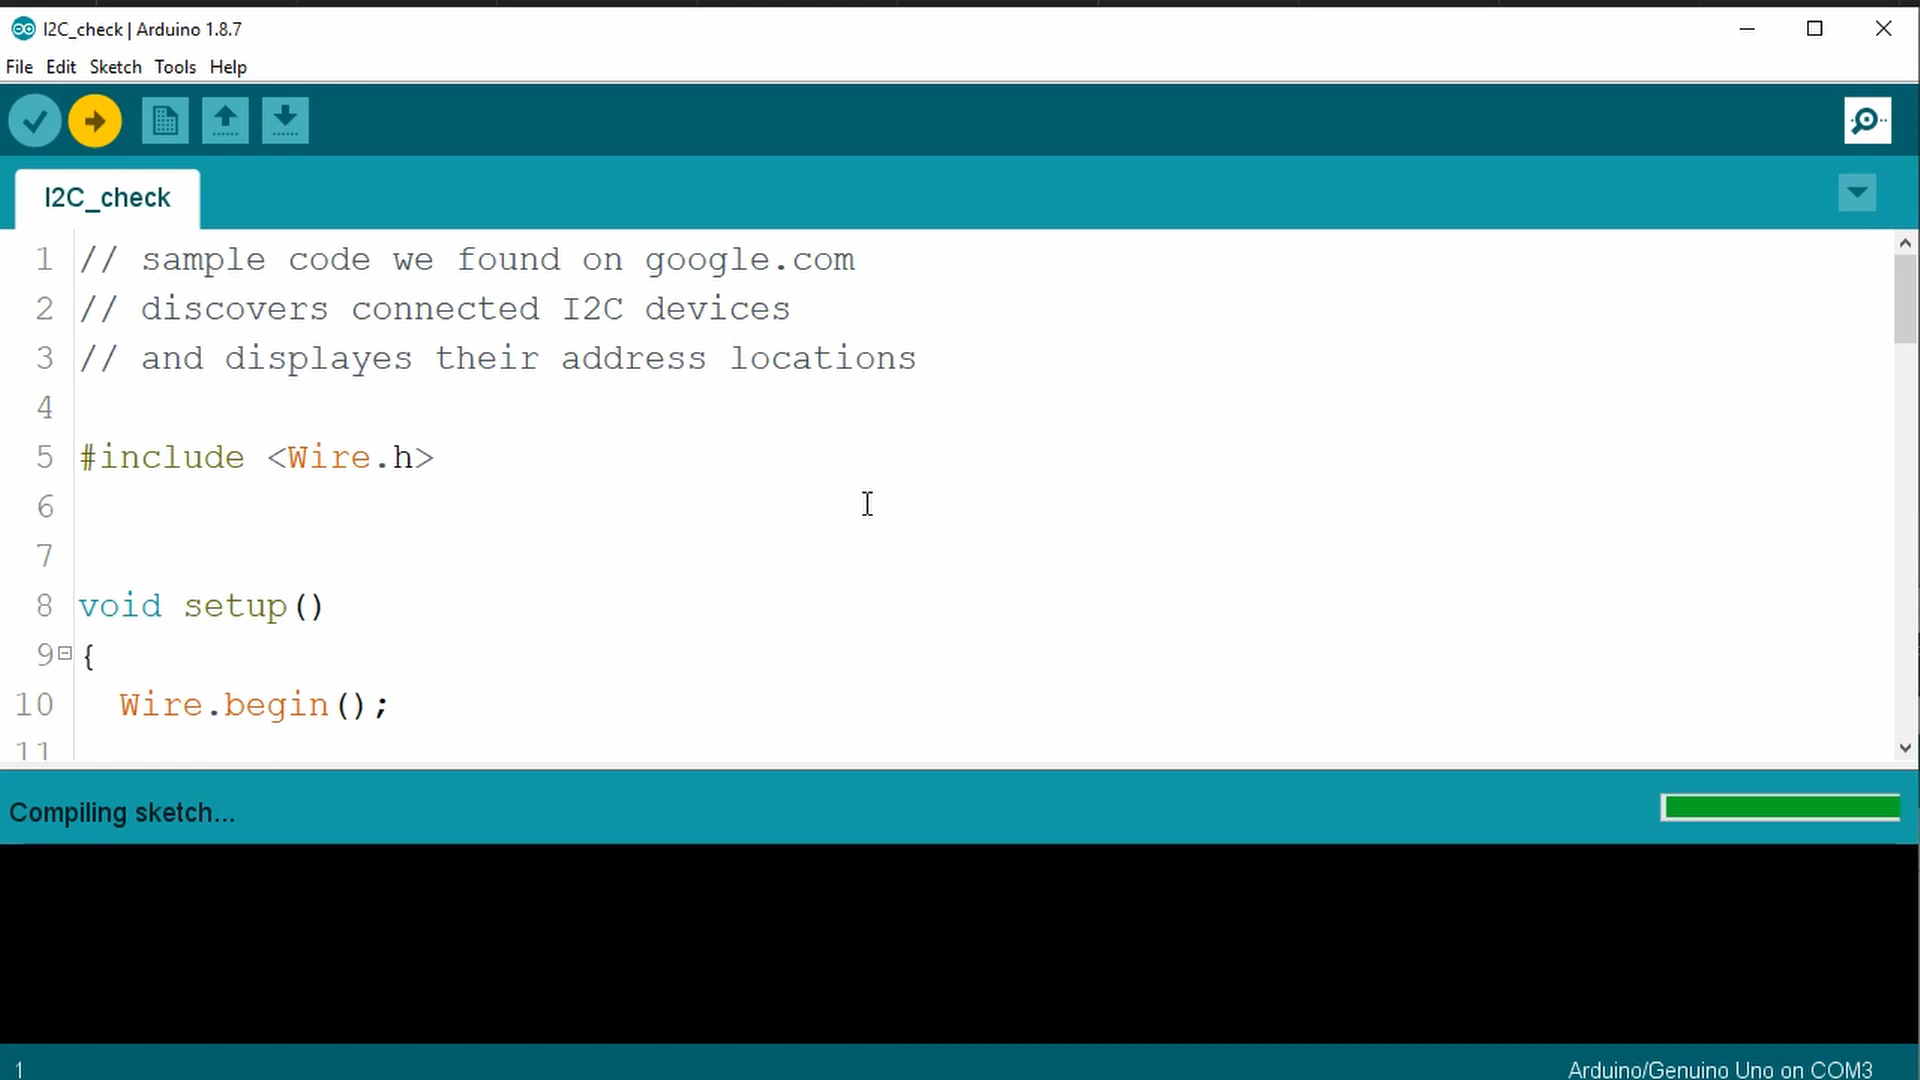 I2C_check | Arduino 1.8.7
File Edit Sketch Tools Help
I2C_check
1 // sample code we found on google.com
2 // discovers connected I2C devices
3 // and displayes their address locations
4
5 #include <Wire.h>
6
7
8 void setup()
9 {
10 Wire.begin();
11
Compiling sketch...
1 Arduino/Genuino Uno on COM3